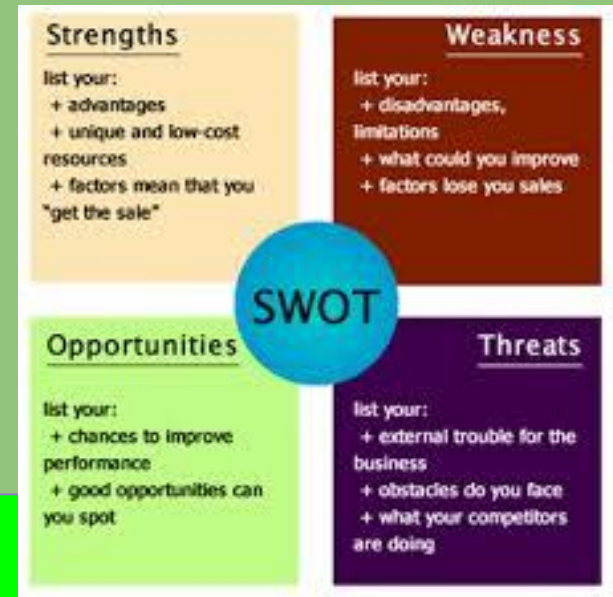 Strengths
list your:
+ advantages
+ unique and low-cost
resources
+ factors mean that you
"get the sale"
Weakness
list your:
+ disadvantages,
limitations
+ what could you improve
+ factors lose you sales
SWOT
Opportunities
list your:
+ chances to improve
performance
+ good opportunities can
you spot
Threats
list your:
+ external trouble for the
business
+ obstacles do you face
+ what your competitors
are doing